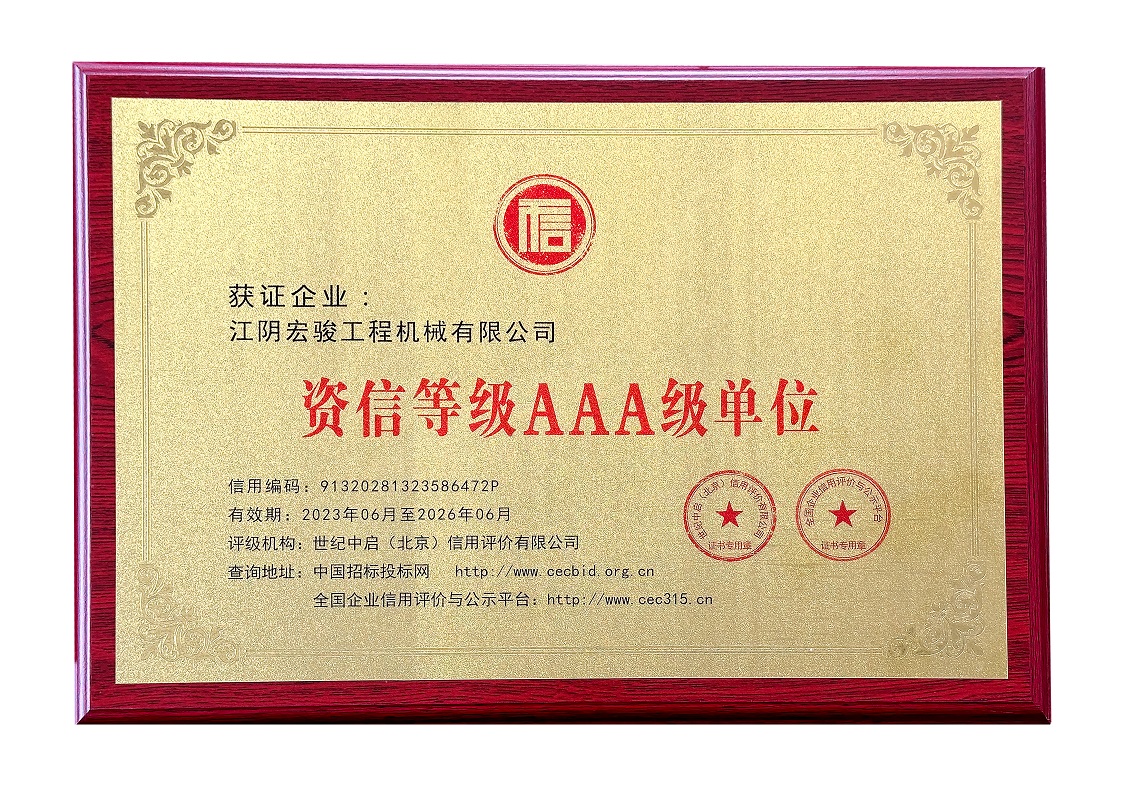 信
获证企业：
江阴宏骏工程机械有限公司
资信等级AAA级单位
信用编码：91320281323586472P
有效期：2023年06月至2026年06月
评级机构：世纪中启（北京）信用评价有限公司
查询地址：中国招标投标网 http://www.cecbid.org.cn
全国企业信用评价与公示平台：http://www.cec315.cn
世纪中启（北京）信用评价有限公司
证书专用章
全国企业信用评价与公示平台
证书专用章